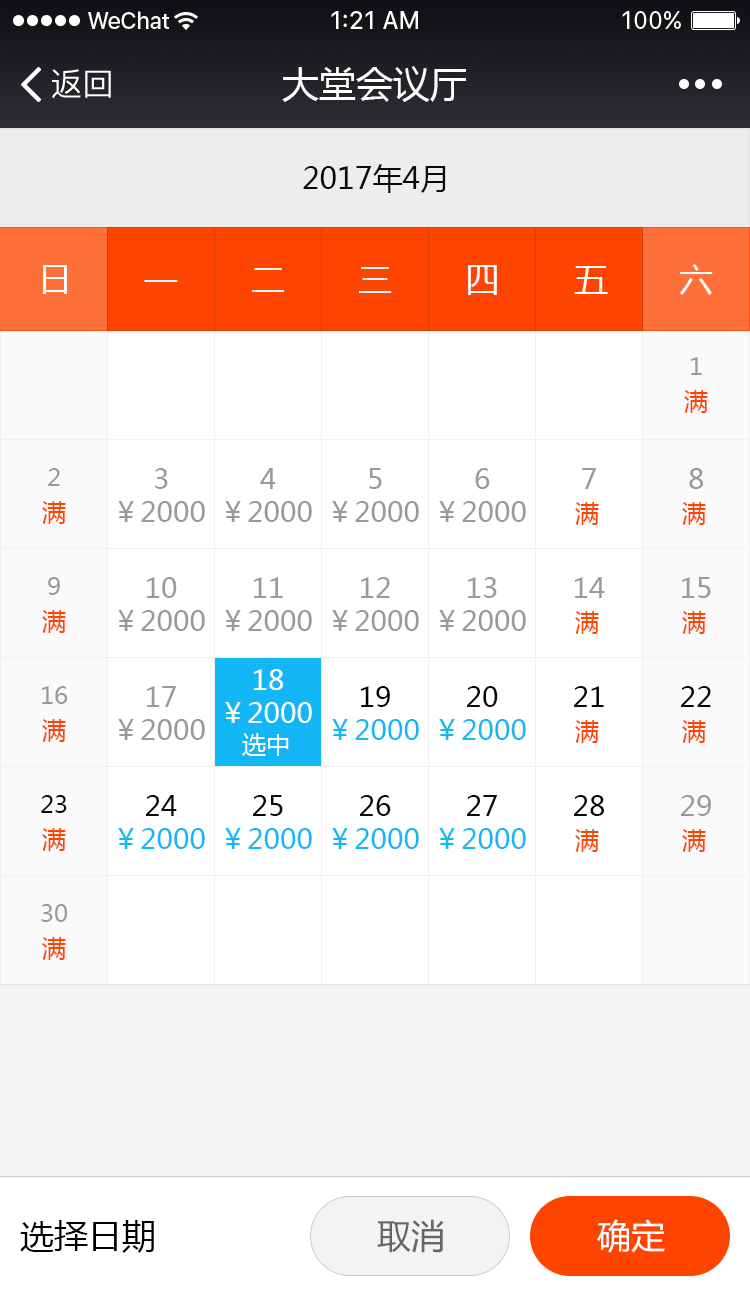 WeChat 1:21 AM 100%
返回 大堂会议厅
2017年4月
日 一 二 三 四 五 六
1
满
2 3 4 5 6 7 8
满 ¥2000 ¥2000 ¥2000 ¥2000 满 满
9 10 11 12 13 14 15
满 ¥2000 ¥2000 ¥2000 ¥2000 满 满
16 17 18 19 20 21 22
满 ¥2000 ¥2000 ¥2000 ¥2000 满 满
选中
23 24 25 26 27 28 29
满 ¥2000 ¥2000 ¥2000 ¥2000 满 满
30
满
选择日期 取消 确定